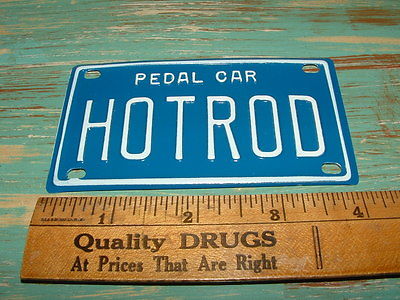 PEDAL CAR
HOTROD
1 2 3 4
Quality DRUGS
At Prices That Are Right